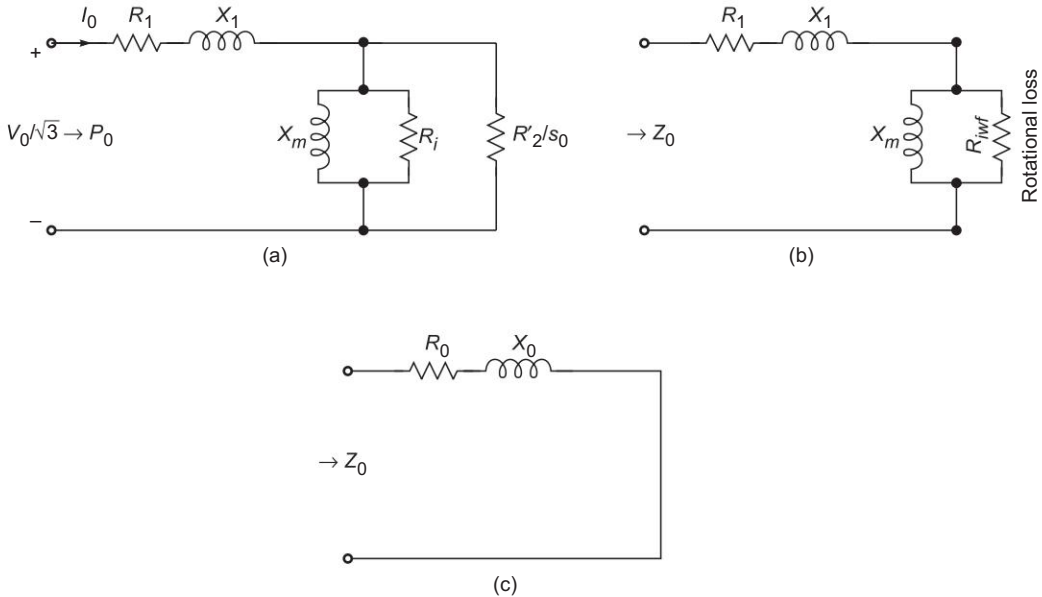 I₀ R₁ X₁
+
V₀/√3 → P₀
Xₘ
Rᵢ
R′₂/s₀
–
(a)
R₁ X₁
→ Z₀
Xₘ
R_iwf
Rotational loss
(b)
R₀ X₀
→ Z₀
(c)